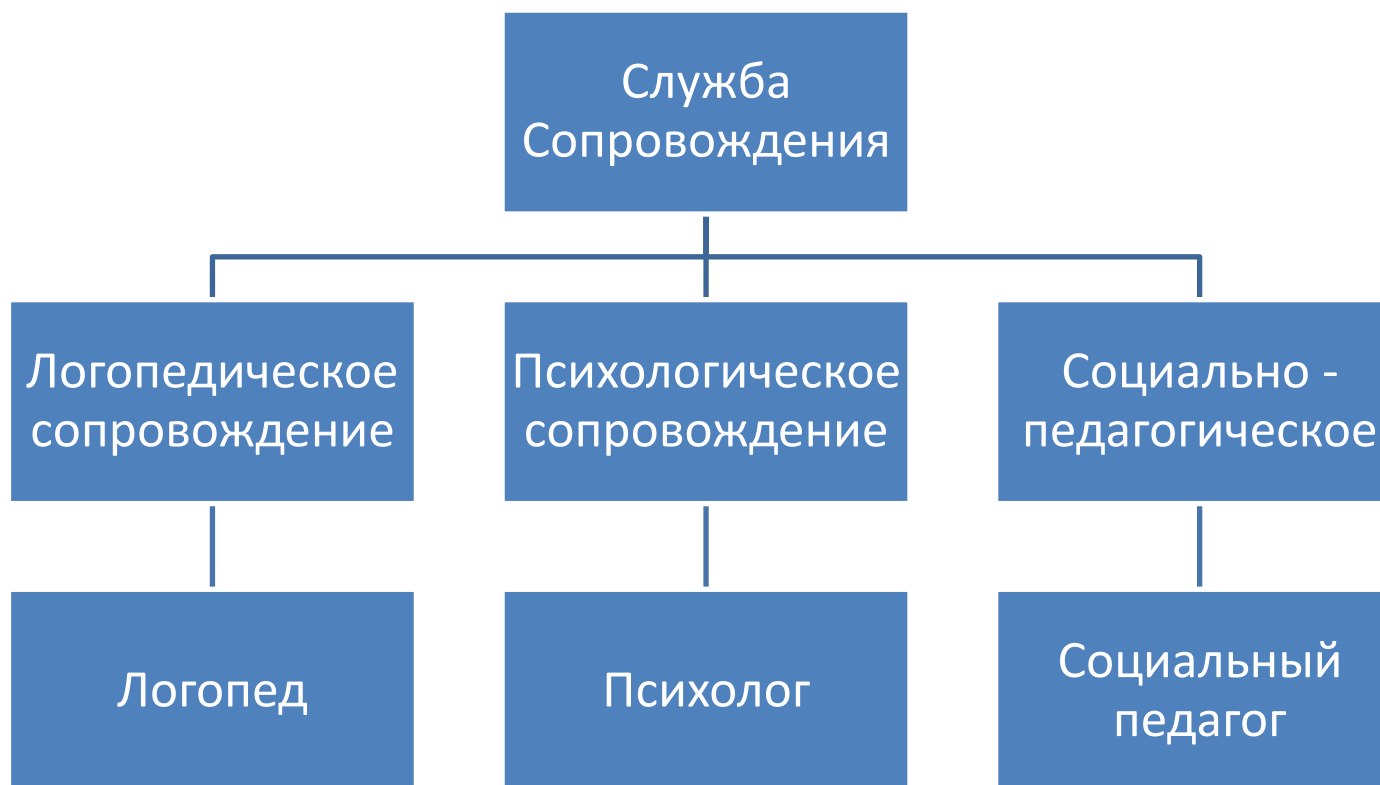 Служба
Сопровождения
Логопедическое
сопровождение
Психологическое
сопровождение
Социально -
педагогическое
Логопед
Психолог
Социальный
педагог